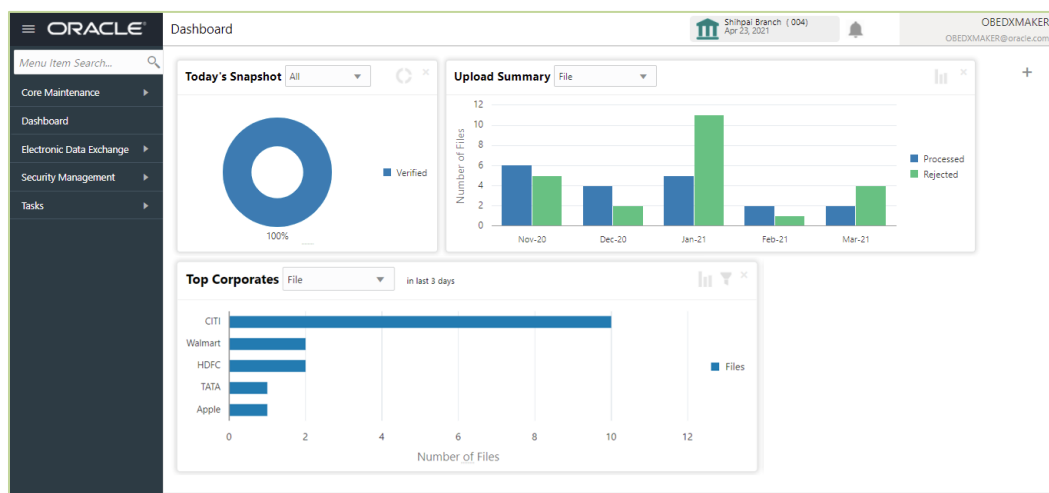 ORACLE
Dashboard
Shihpai Branch ( 004)
Apr 23, 2021
OBEDXMAKER
OBEDXMAKER@oracle.com
Menu Item Search...
Core Maintenance
Dashboard
Electronic Data Exchange
Security Management
Tasks
Today's Snapshot All
Verified
100%
Upload Summary File
Number of Files
12
10
8
6
4
2
0
Nov-20 Dec-20 Jan-21 Feb-21 Mar-21
Processed
Rejected
Top Corporates File in last 3 days
CITI
Walmart
HDFC
TATA
Apple
0 2 4 6 8 10 12
Number of Files
Files